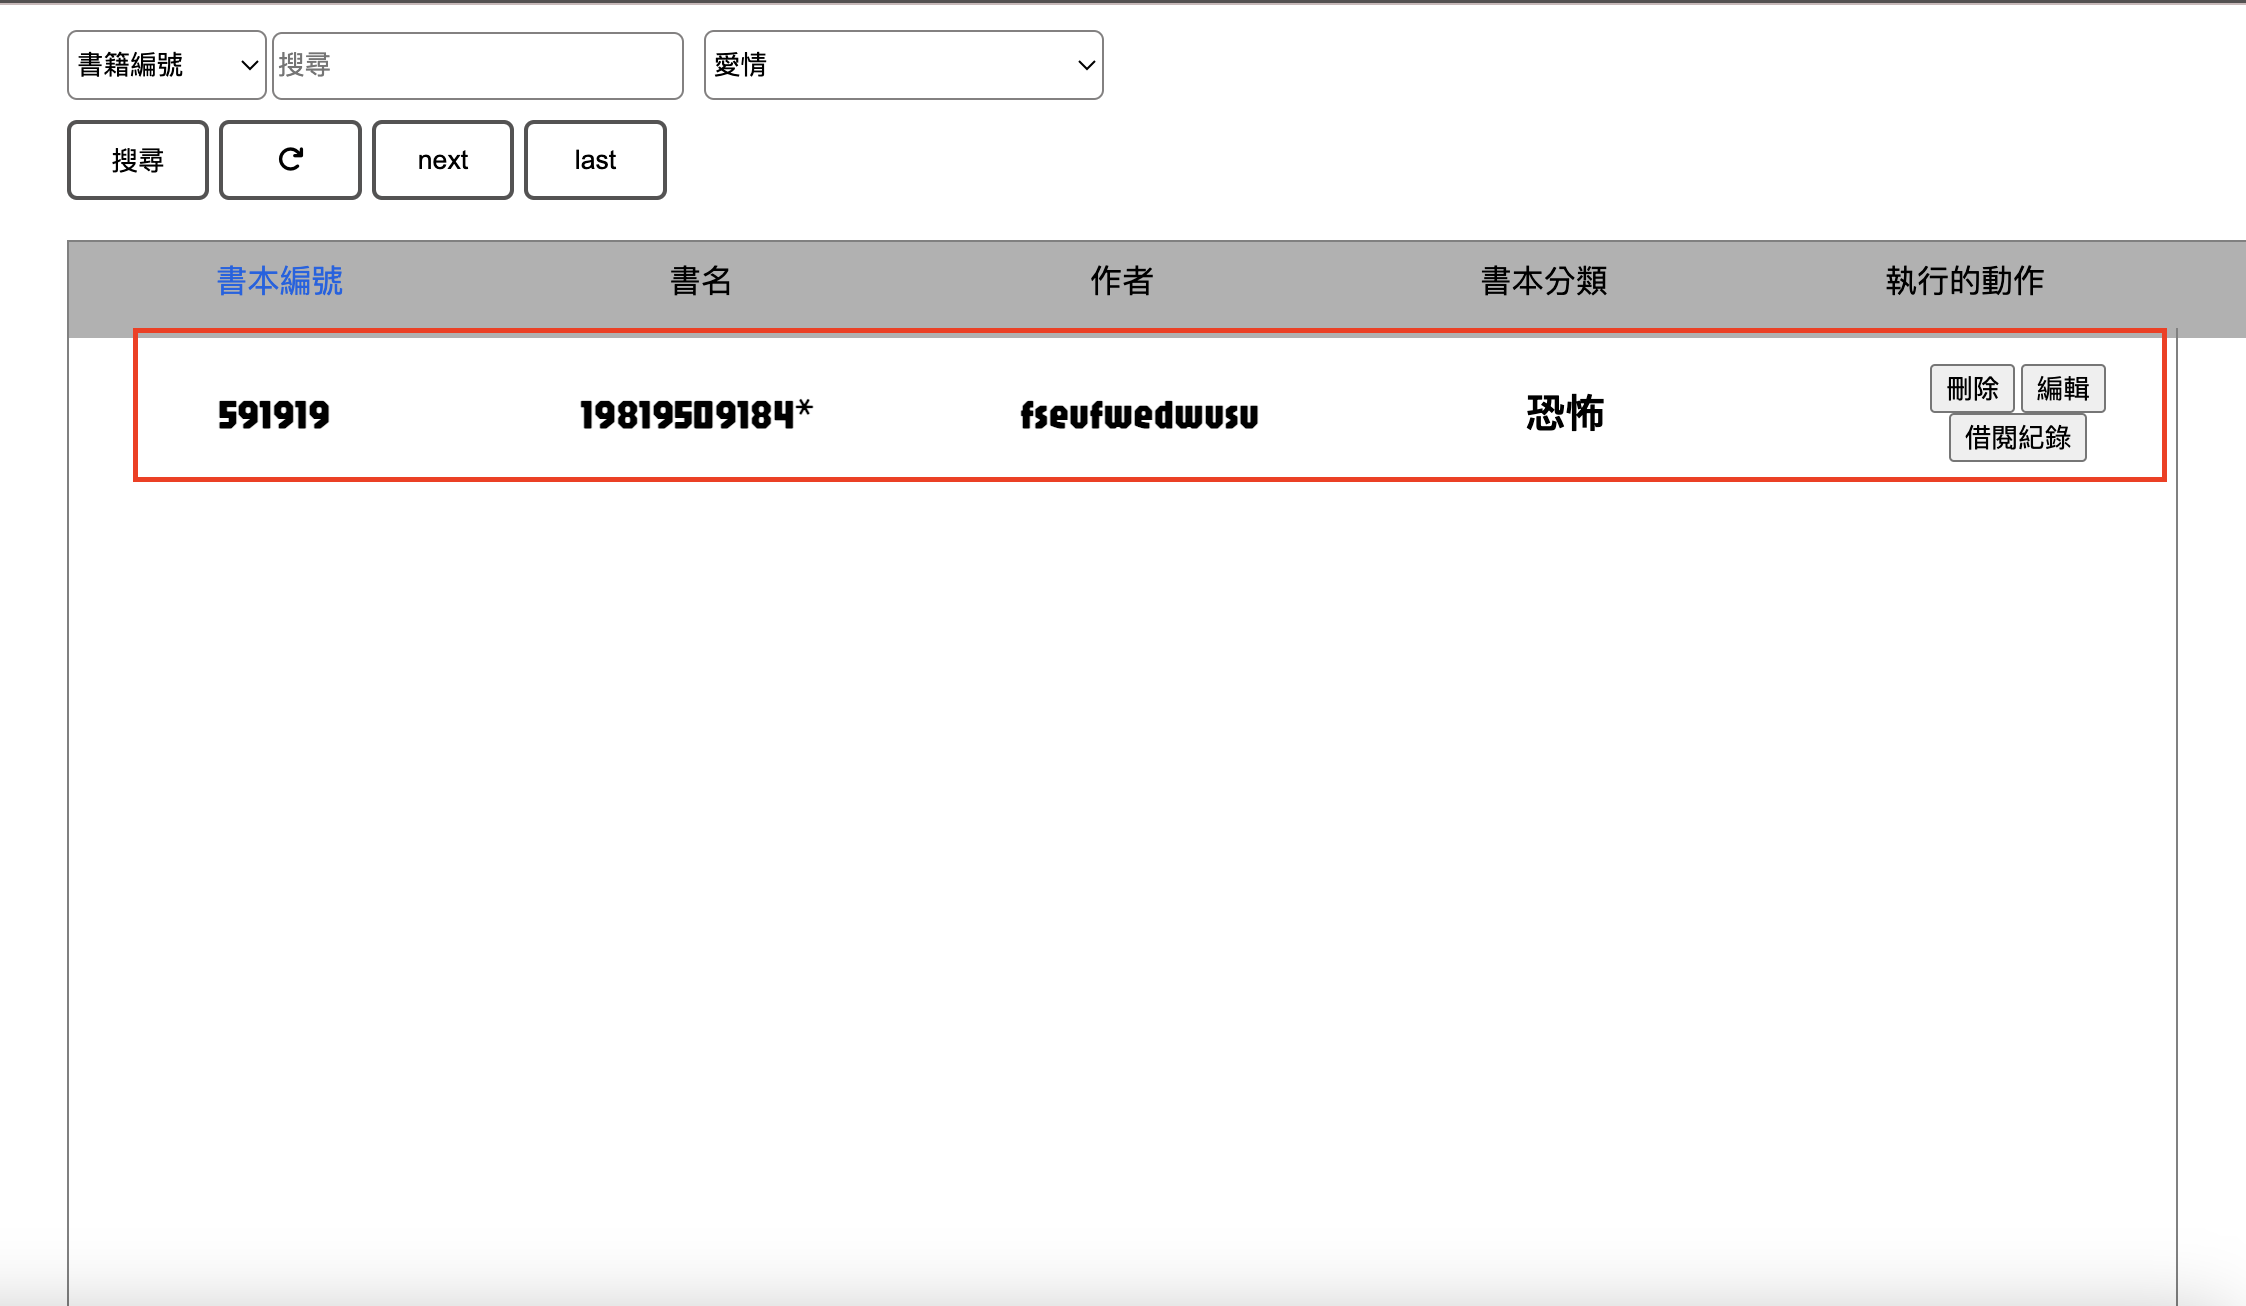 書籍編號 搜尋 愛情
搜尋 next last
書本編號 書名 作者 書本分類 執行的動作
591919 19819509184* fseufwedwusu 恐怖 刪除 編輯
借閱紀錄